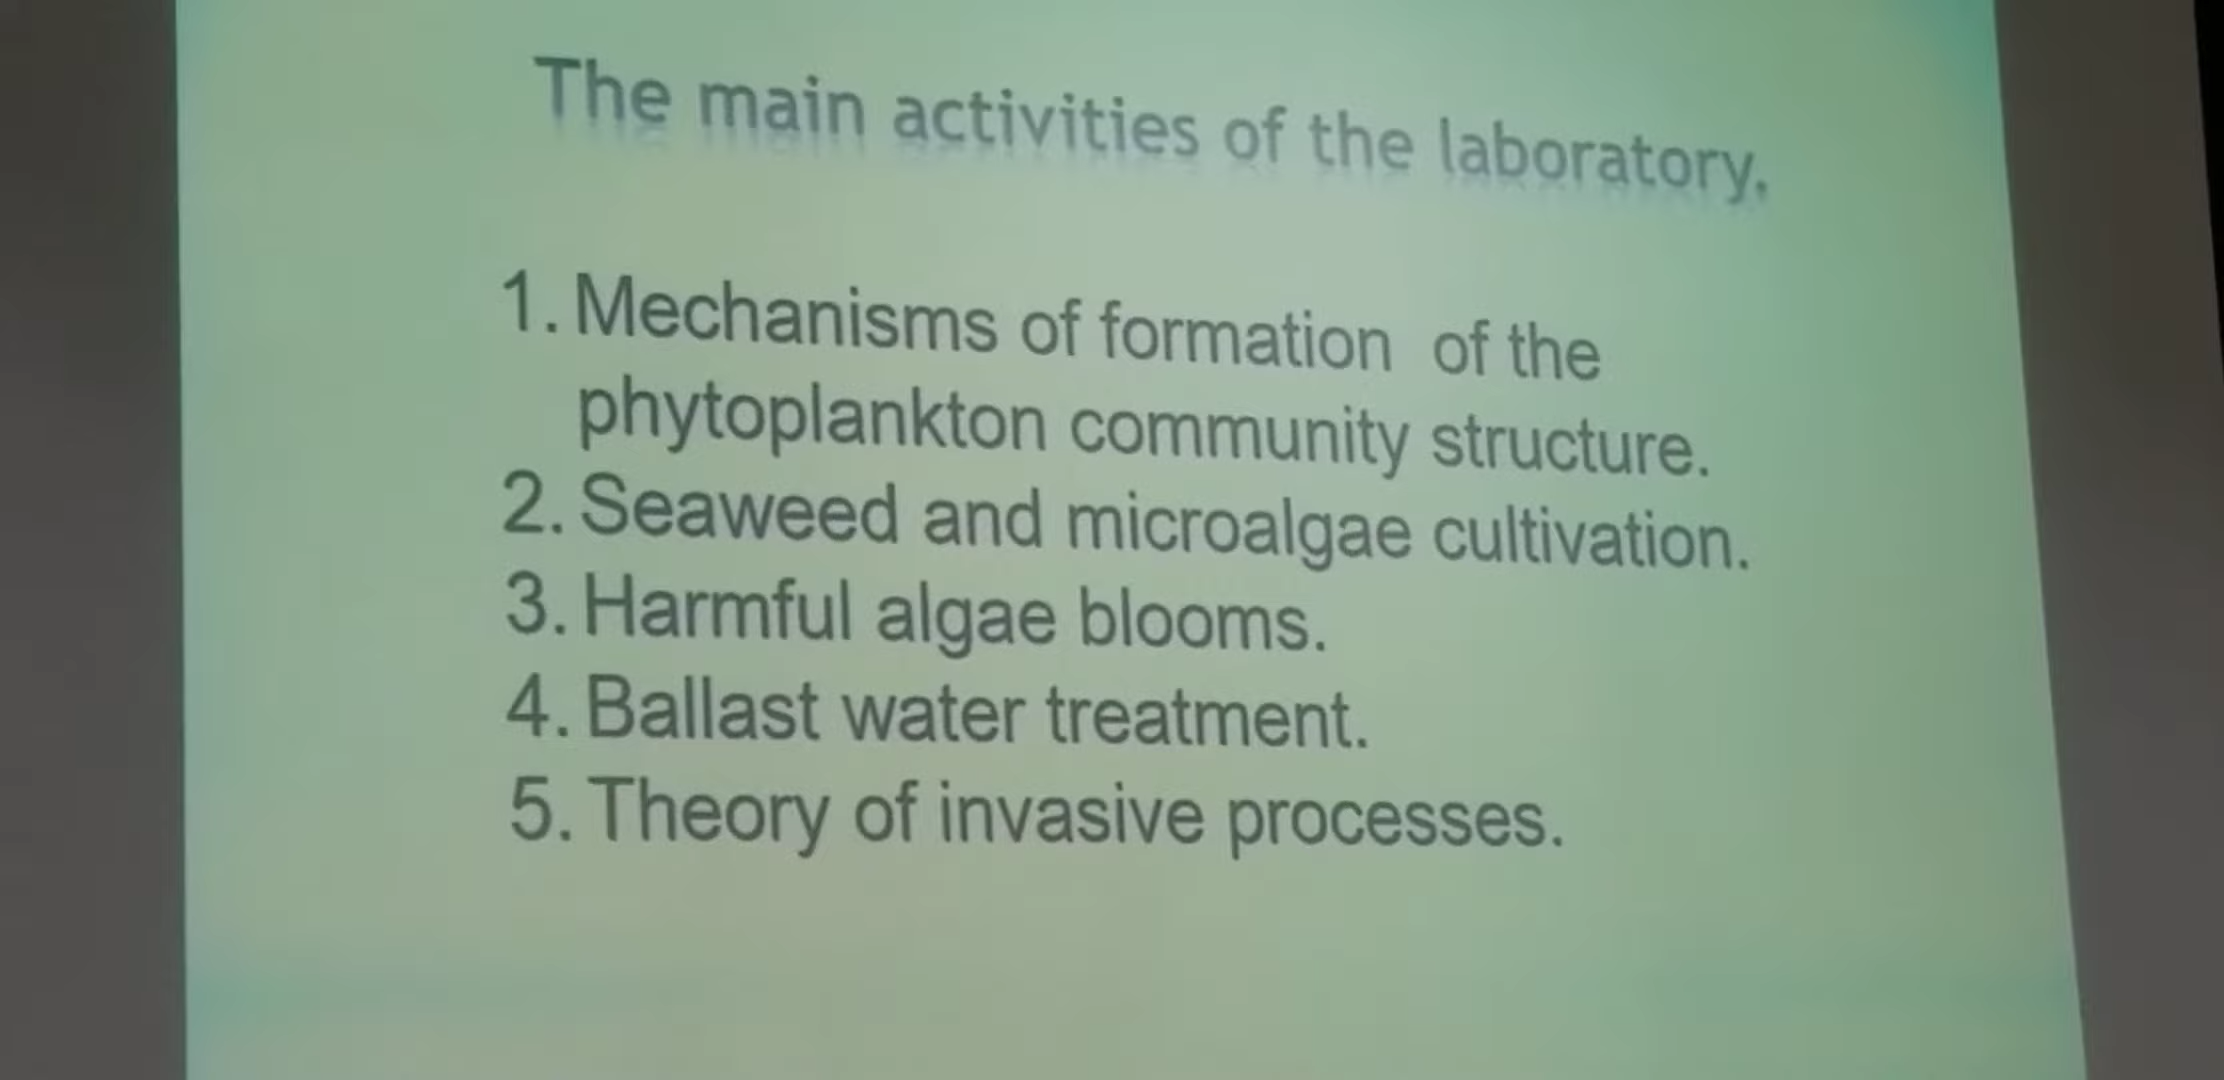 The main activities of the laboratory.
1. Mechanisms of formation of the
phytoplankton community structure.
2. Seaweed and microalgae cultivation.
3. Harmful algae blooms.
4. Ballast water treatment.
5. Theory of invasive processes.